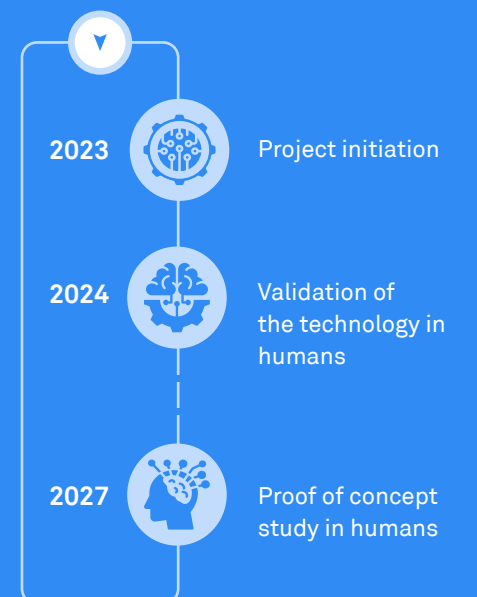 2023
Project initiation
2024
Validation of
the technology in
humans
2027
Proof of concept
study in humans